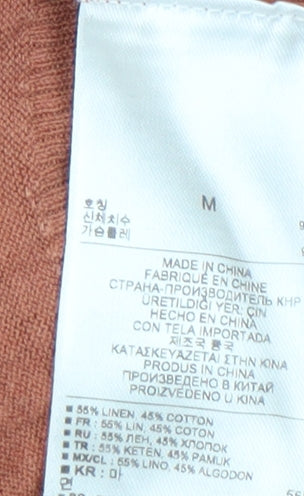 호칭 M
신체치수
가슴둘레
MADE IN CHINA
FABRIQUÉ EN CHINE
СТРАНА-ПРОИЗВОДИТЕЛЬ КНР
ÜRETILDIĞI YER: ÇIN
HECHO EN CHINA
CON TELA IMPORTADA
제조국 중국
ΚΑΤΑΣΚΕΥΑΖΕΤΑΙ ΣΤΗΝ ΚΙΝΑ
PRODUS IN CHINA
ПРОИЗВЕДЕНО В КИТАЙ
PROIZVEDENO U KINA
■ 55% LINEN, 45% COTTON
■ FR : 55% LIN, 45% COTON
■ RU : 55% ЛЕН, 45% ХЛОПОК
■ TR : 55% KETEN, 45% PAMUK
■ MX/CL: 55% LINO, 45% ALGODON
■ KR : 마
면